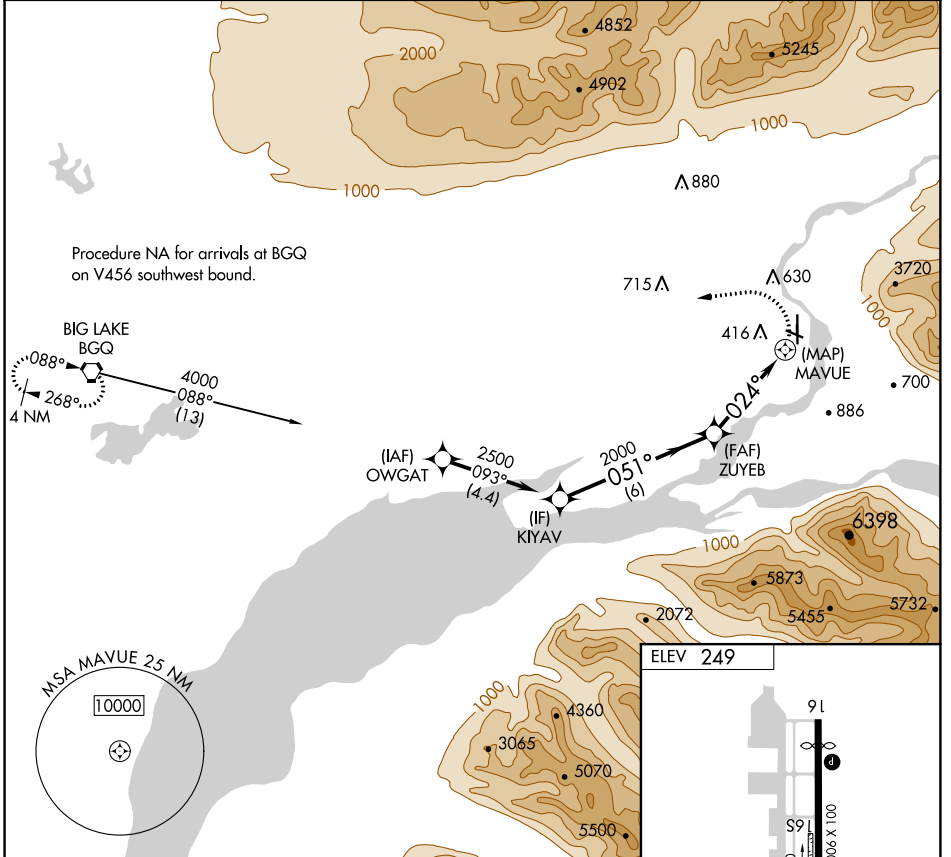 4852
2000
5245
4902
1000
1000
880
Procedure NA for arrivals at BGQ
on V456 southwest bound.
715
630
3720
1000
BIG LAKE
BGQ
416
(MAP)
MAVUE
088°
268°
4 NM
4000
088°
(13)
700
886
024°
(FAF)
ZUYEB
(IAF)
OWGAT
2500
093°
(4.4)
2000
051°
(6)
(IF)
KIYAV
6398
1000
5873
5455
5732
2072
MSA MAVUE 25 NM
10000
1000
4360
3065
5070
5500
ELEV 249
16
P
16S